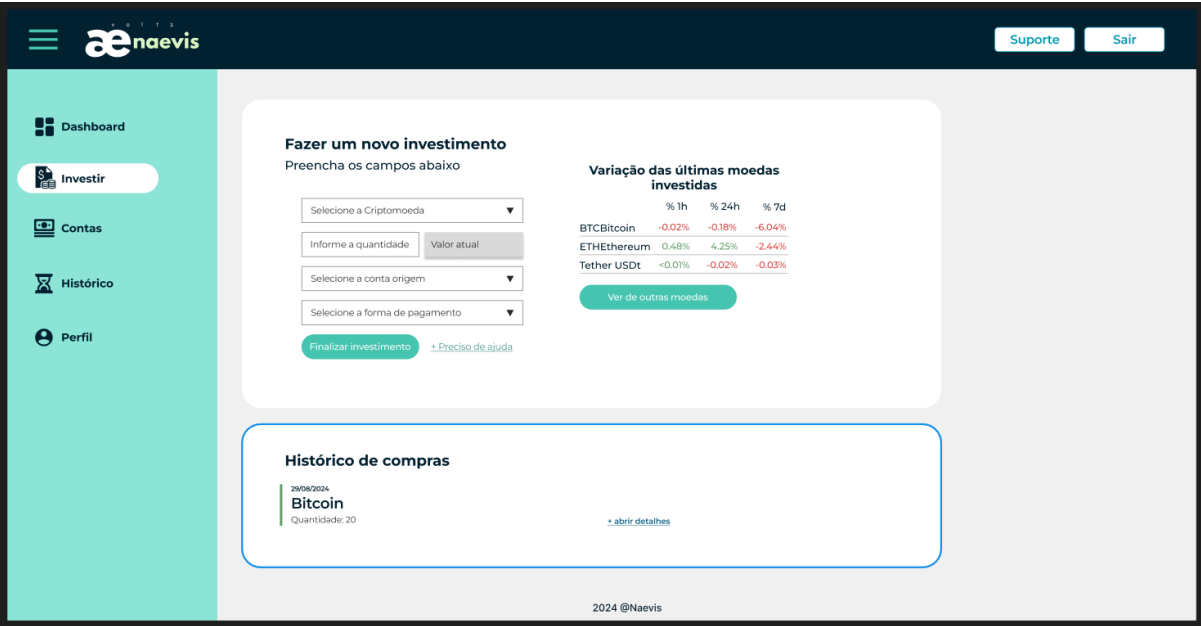 voltz
ænaevis
Suporte
Sair
Dashboard
Investir
Contas
Histórico
Perfil
Fazer um novo investimento
Preencha os campos abaixo
Selecione a Criptomoeda
Informe a quantidade
Valor atual
Selecione a conta origem
Selecione a forma de pagamento
Finalizar investimento
+ Preciso de ajuda
Variação das últimas moedas
investidas
% 1h % 24h % 7d
BTCBitcoin -0.02% -0.18% -6.04%
ETHEthereum 0.48% 4.25% -2.44%
Tether USDt <0.01% -0.02% -0.03%
Ver de outras moedas
Histórico de compras
29/08/2024
Bitcoin
Quantidade: 20
+ abrir detalhes
2024 @Naevis